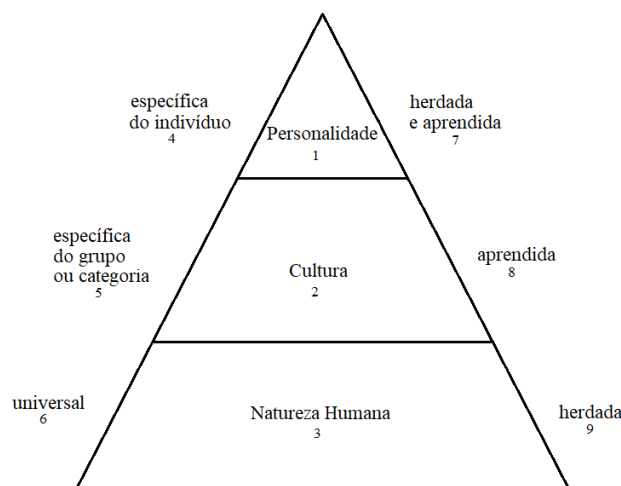 específica
do indivíduo
4
Personalidade
1
herdada
e aprendida
7
específica
do grupo
ou categoria
5
Cultura
2
aprendida
8
universal
6
Natureza Humana
3
herdada
9